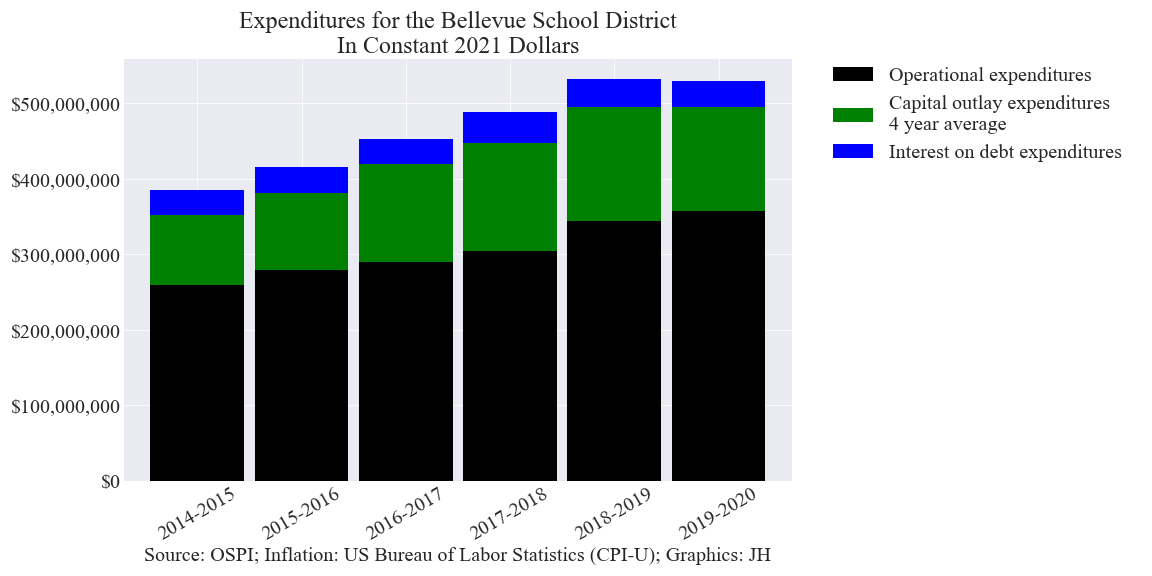 Expenditures for the Bellevue School District
In Constant 2021 Dollars
Operational expenditures
Capital outlay expenditures
4 year average
Interest on debt expenditures
$500,000,000
$400,000,000
$300,000,000
$200,000,000
$100,000,000
$0
2014-2015
2015-2016
2016-2017
2017-2018
2018-2019
2019-2020
Source: OSPI; Inflation: US Bureau of Labor Statistics (CPI-U); Graphics: JH